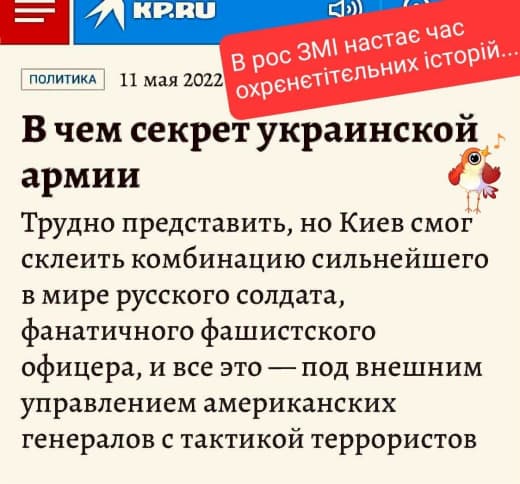 KP.RU
В рос ЗМІ настає час
охрєнєтітєльних історій...
ПОЛИТИКА 11 мая 2022
В чем секрет украинской
армии
Трудно представить, но Киев смог
склеить комбинацию сильнейшего
в мире русского солдата,
фанатичного фашистского
офицера, и все это — под внешним
управлением американских
генералов с тактикой террористов